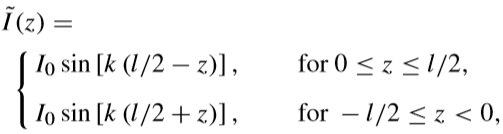 Ĩ(z) =
{ I₀ sin [k (l/2 − z)] , for 0 ≤ z ≤ l/2,
I₀ sin [k (l/2 + z)] , for − l/2 ≤ z < 0,